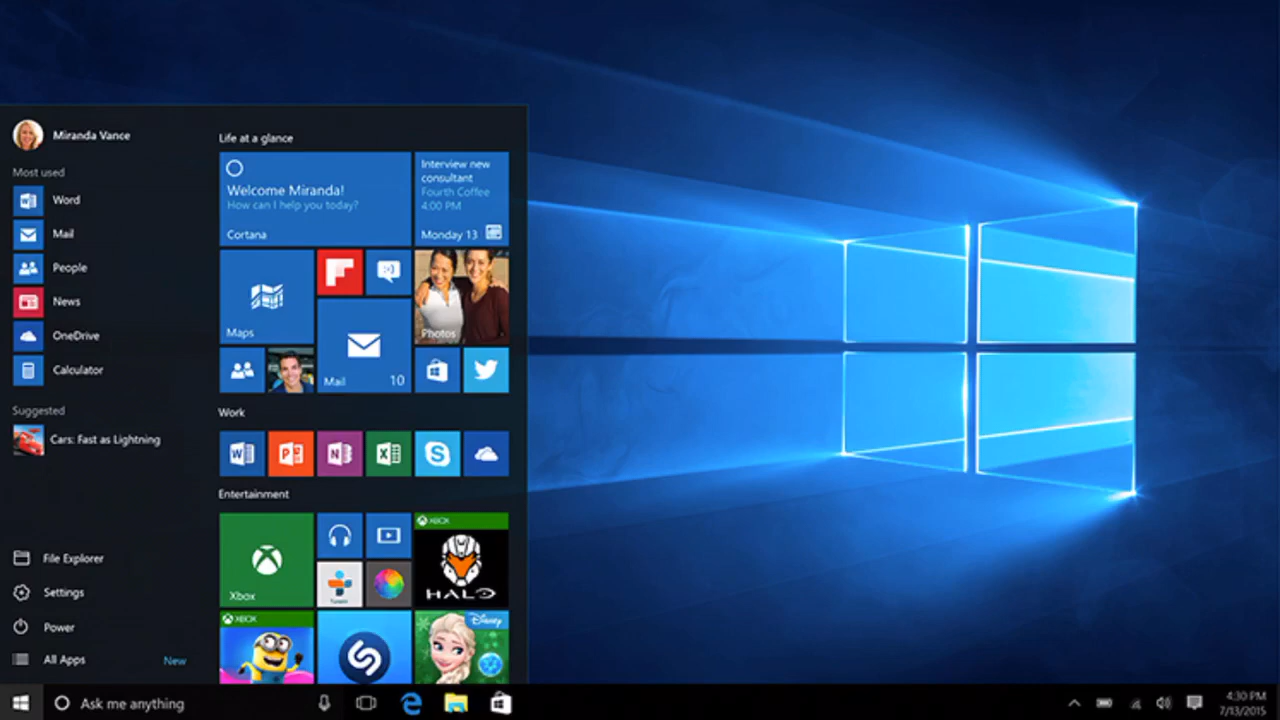 Miranda Vance
Most used
Word
Mail
People
News
OneDrive
Calculator
Suggested
Cars: Fast as Lightning
File Explorer
Settings
Power
All Apps
New
Life at a glance
Welcome Miranda!
How can I help you today?
Cortana
Interview new
consultant
Fourth Coffee
4:00 PM
Monday 13
Maps
Mail
10
Photos
Work
Entertainment
Xbox
TuneIn
XBOX
HALO
XBOX
Disney
Ask me anything
4:30 PM
7/13/2015